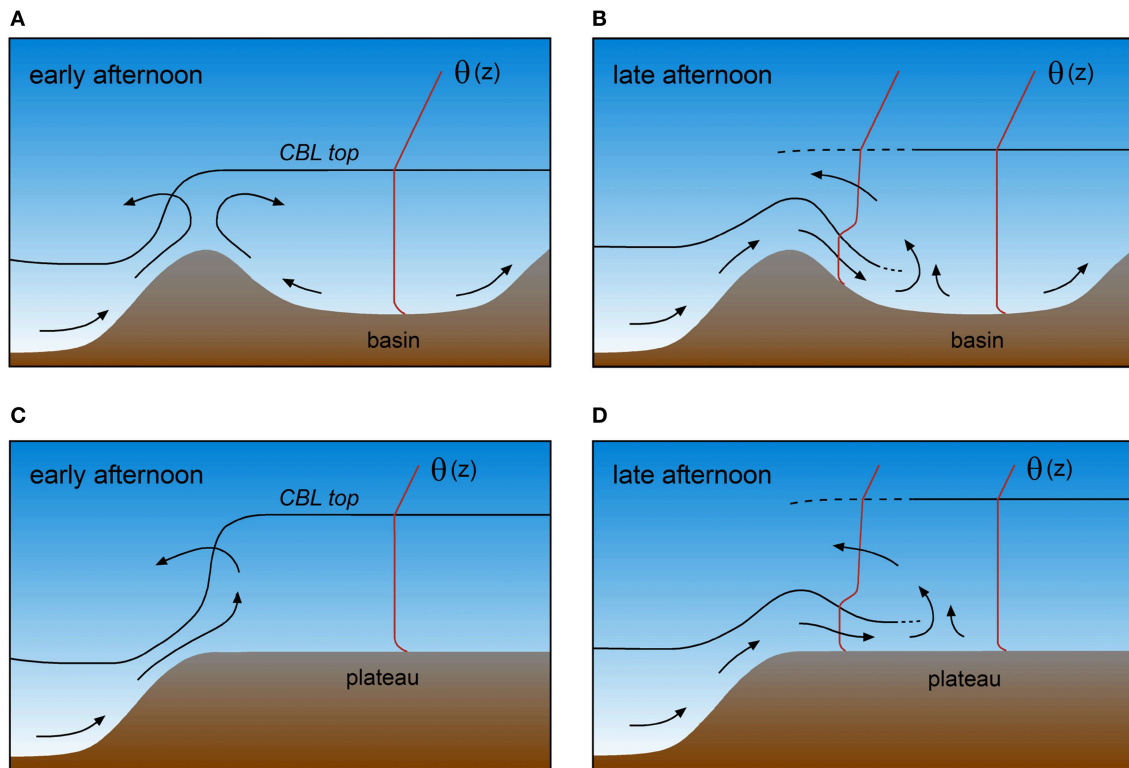 A
early afternoon
θ(z)
CBL top
basin
B
late afternoon
θ(z)
basin
C
early afternoon
θ(z)
CBL top
plateau
D
late afternoon
θ(z)
plateau